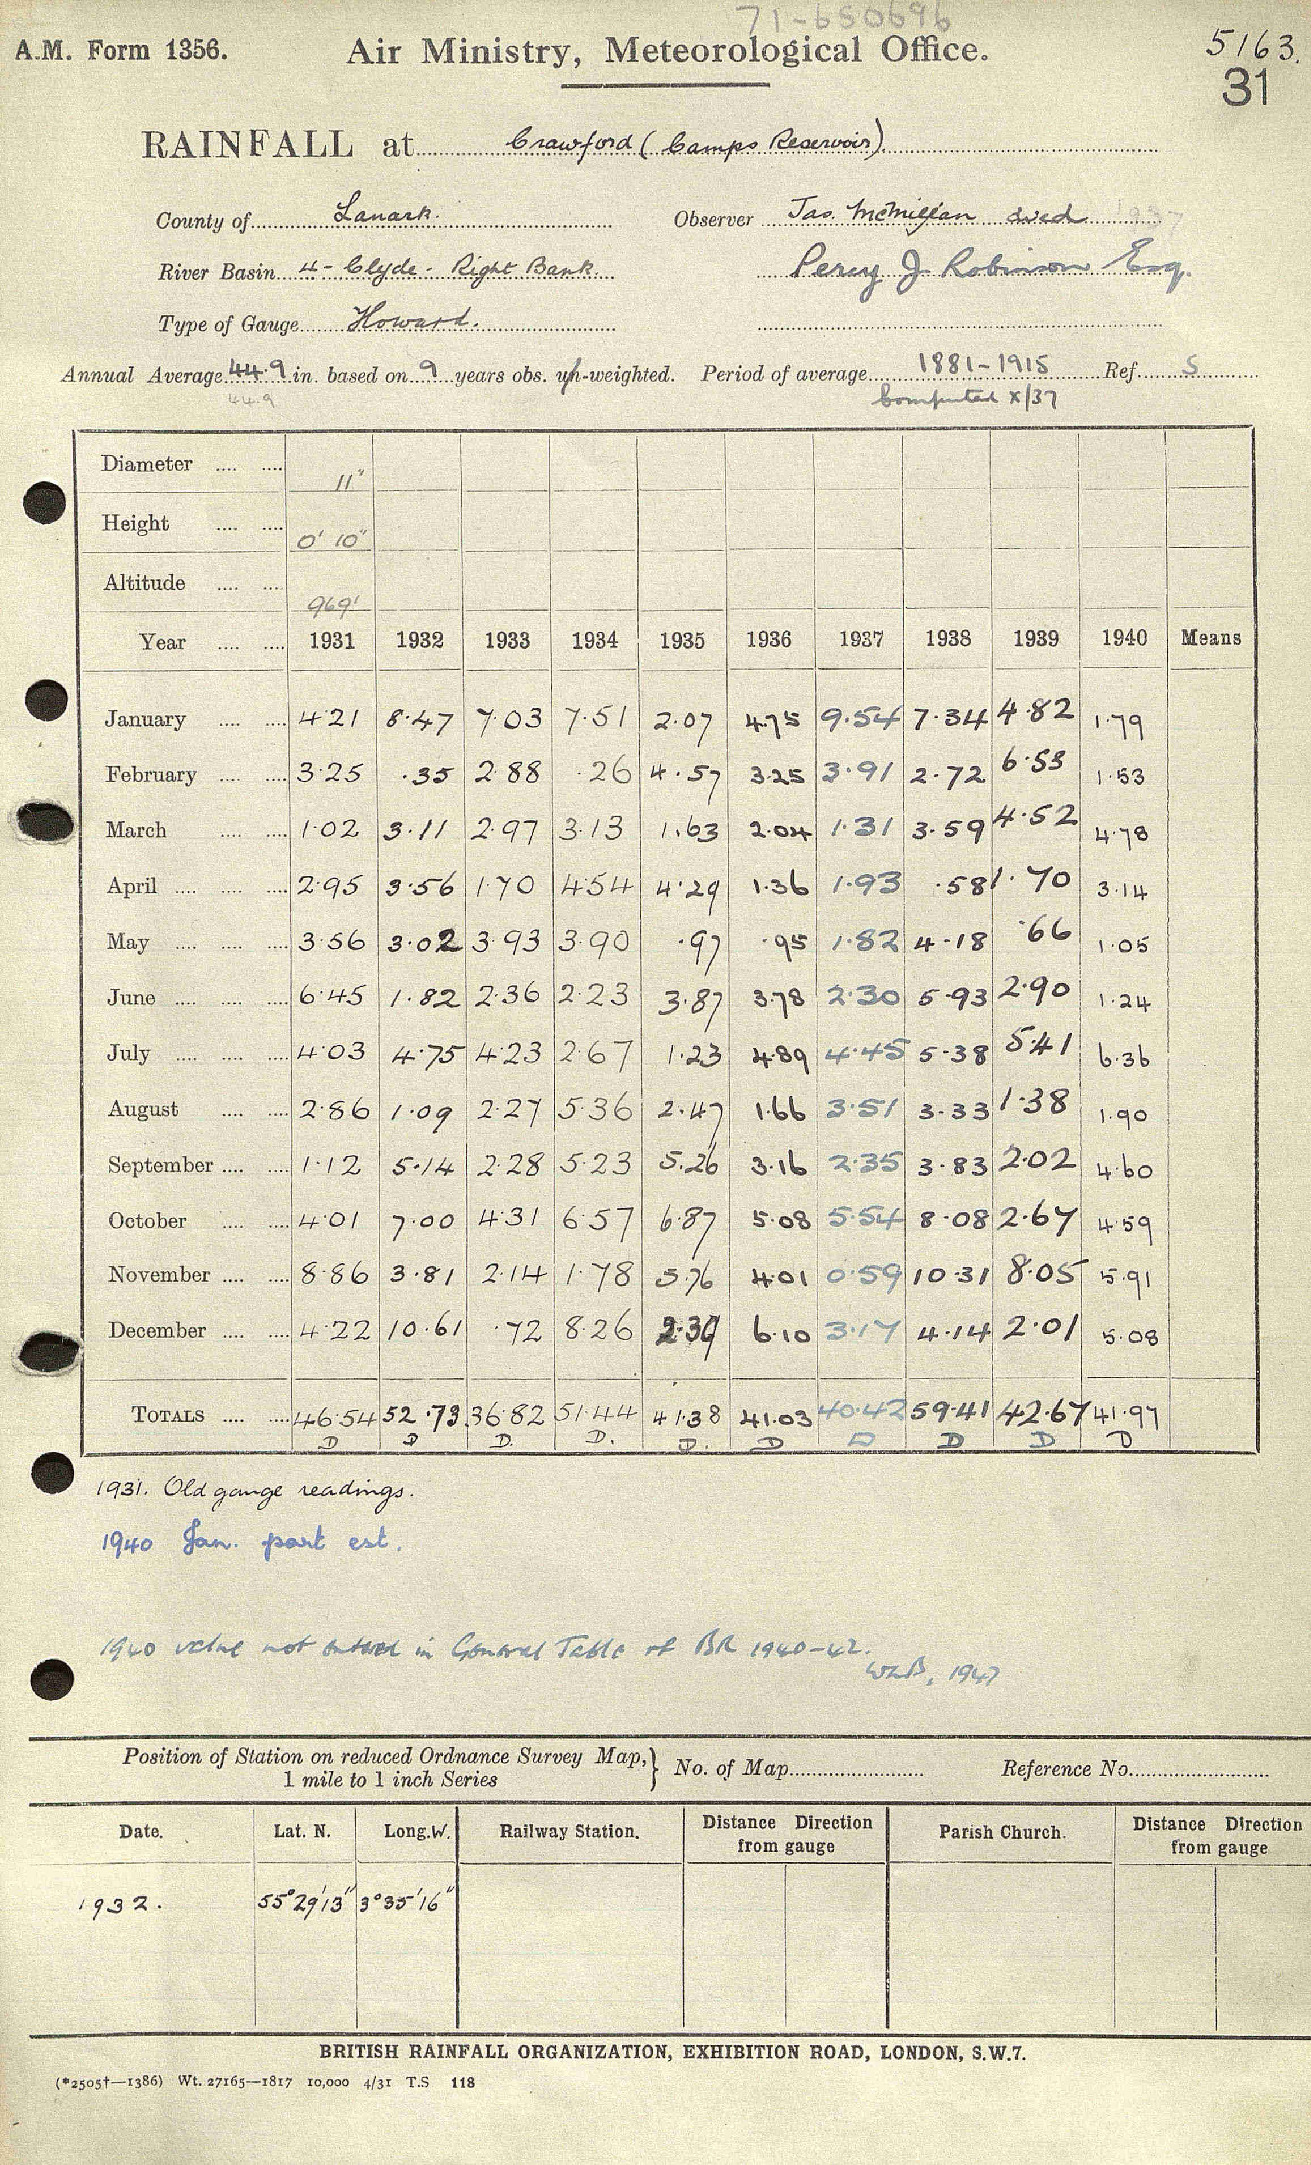 71-650696
A.M. Form 1356. Air Ministry, Meteorological Office. 5163.
31
RAINFALL at Crawford (Camps Reservoir).
County of Lanark. Observer Jas. McMillan
River Basin 4 - Clyde - Right Bank Percy J. Robinson Esq.
Type of Gauge Howard.
Annual Average 44.9 in. based on 9 years obs. un-weighted. Period of average 1881-1915 Ref. S
44.9 Computed X/37
Diameter .... .... 11"
Height .... .... 0' 10"
Altitude .... .... 969'
Year .... .... 1931 1932 1933 1934 1935 1936 1937 1938 1939 1940 Means
January .... .... 4.21 8.47 7.03 7.51 2.07 4.75 9.54 7.34 4.82 1.79
February .... .... 3.25 .35 2.88 .26 4.57 3.25 3.91 2.72 6.53 1.53
March .... .... 1.02 3.11 2.97 3.13 1.63 2.04 1.31 3.59 4.52 4.78
April .... .... .... 2.95 3.56 1.70 4.54 4.29 1.36 1.93 .58 1.70 3.14
May .... .... .... 3.56 3.02 3.93 3.90 .97 .95 1.82 4.18 .66 1.05
June .... .... .... 6.45 1.82 2.36 2.23 3.87 3.78 2.30 5.93 2.90 1.24
July .... .... .... 4.03 4.75 4.23 2.67 1.23 4.89 4.45 5.38 5.41 6.36
August .... .... 2.86 1.09 2.27 5.36 2.47 1.66 3.51 3.33 1.38 1.90
September .... .... 1.12 5.14 2.28 5.23 5.26 3.16 2.35 3.83 2.02 4.60
October .... .... 4.01 7.00 4.31 6.57 6.87 5.08 5.54 8.08 2.67 4.59
November .... .... 8.86 3.81 2.14 1.78 5.76 4.01 0.59 10.31 8.05 5.91
December .... .... 4.22 10.61 .72 8.26 2.39 6.10 3.17 4.14 2.01 5.08
TOTALS .... .... 46.54 52.73 36.82 51.44 41.38 41.03 40.42 59.41 42.67 41.97
D D D. D. D. D D D D D
1931. Old gauge readings.
1940 Jan. part est.
1940 value not entered in General Table of BR 1940-42.
WLB, 1947
Position of Station on reduced Ordnance Survey Map, } No. of Map Reference No.
1 mile to 1 inch Series
Date. Lat. N. Long.W. Railway Station. Distance Direction from gauge Parish Church. Distance Direction from gauge
1932. 55°29'13" 3°35'16"
BRITISH RAINFALL ORGANIZATION, EXHIBITION ROAD, LONDON, S.W.7.
(*2505†—1386) Wt. 27165—1817 10,000 4/31 T.S 118